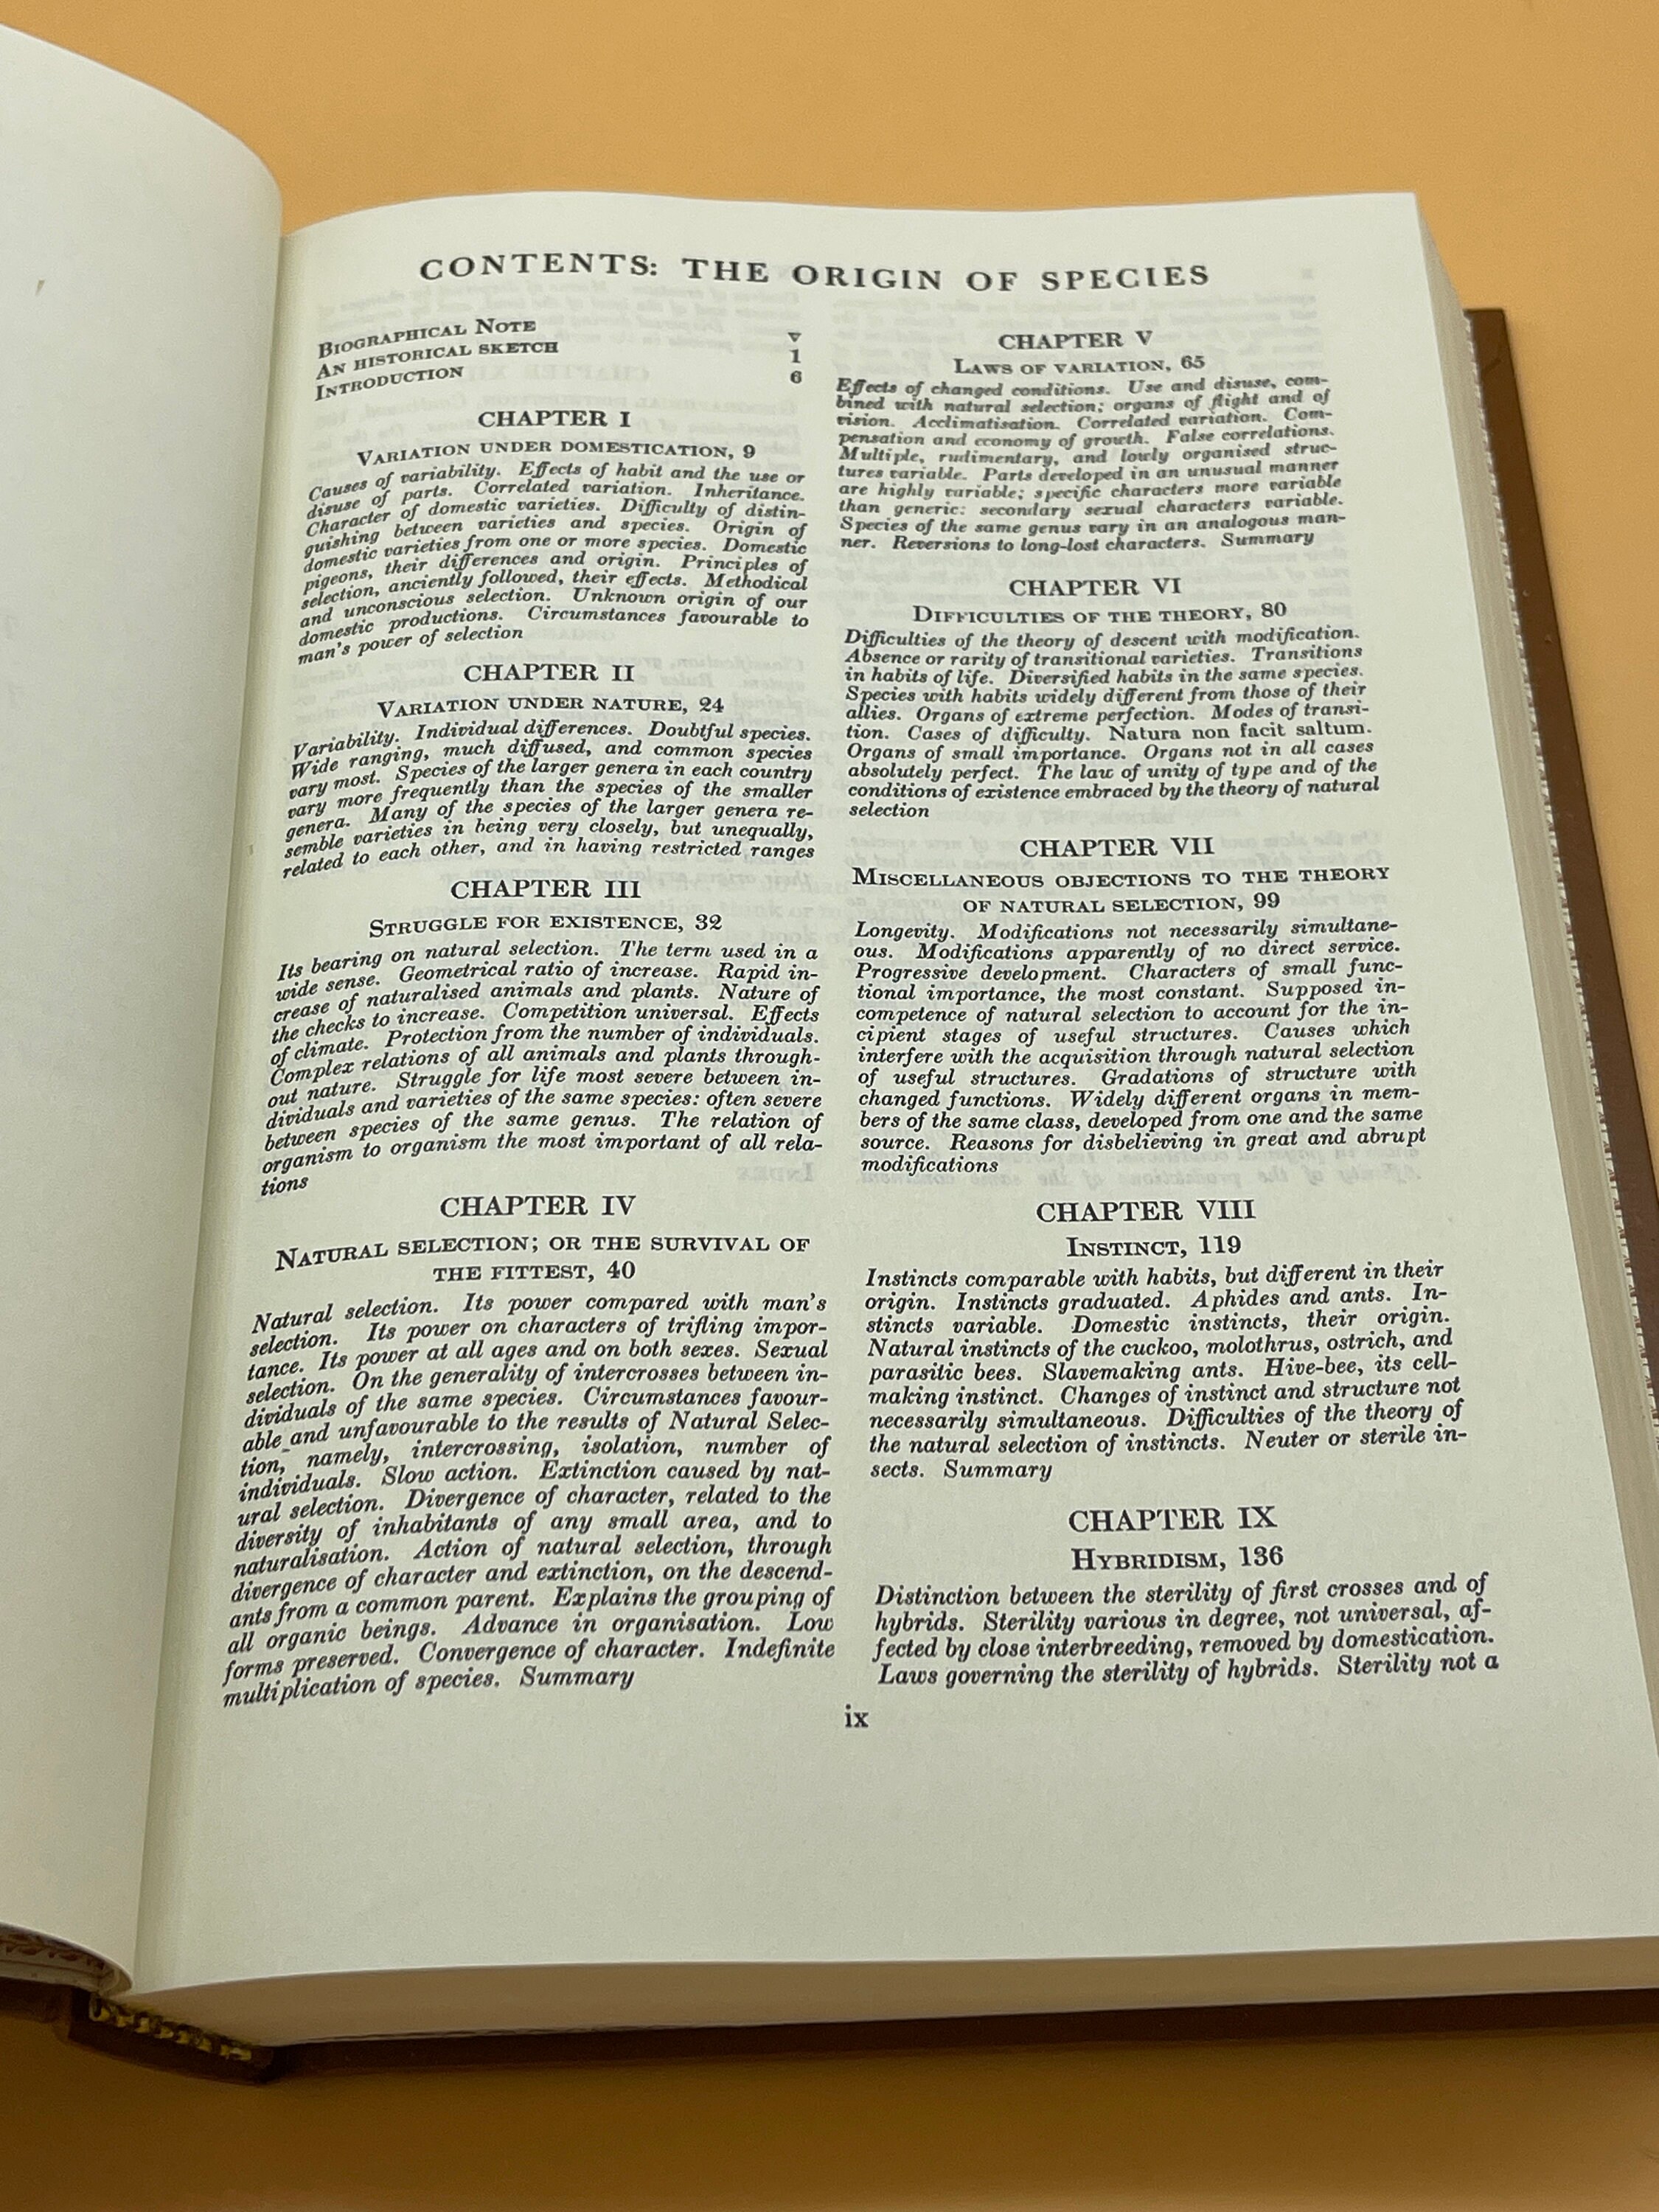 CONTENTS: THE ORIGIN OF SPECIES
BIOGRAPHICAL NOTE v
AN HISTORICAL SKETCH 1
INTRODUCTION 6
CHAPTER I
VARIATION UNDER DOMESTICATION, 9
Causes of variability. Effects of habit and the use or
disuse of parts. Correlated variation. Inheritance.
Character of domestic varieties. Difficulty of distin-
guishing between varieties and species. Origin of
domestic varieties from one or more species. Domestic
pigeons, their differences and origin. Principles of
selection, anciently followed, their effects. Methodical
and unconscious selection. Unknown origin of our
domestic productions. Circumstances favourable to
man's power of selection
CHAPTER II
VARIATION UNDER NATURE, 24
Variability. Individual differences. Doubtful species.
Wide ranging, much diffused, and common species
vary most. Species of the larger genera in each country
vary more frequently than the species of the smaller
genera. Many of the species of the larger genera re-
semble varieties in being very closely, but unequally,
related to each other, and in having restricted ranges
CHAPTER III
STRUGGLE FOR EXISTENCE, 32
Its bearing on natural selection. The term used in a
wide sense. Geometrical ratio of increase. Rapid in-
crease of naturalised animals and plants. Nature of
the checks to increase. Competition universal. Effects
of climate. Protection from the number of individuals.
Complex relations of all animals and plants through-
out nature. Struggle for life most severe between in-
dividuals and varieties of the same species: often severe
between species of the same genus. The relation of
organism to organism the most important of all rela-
tions
CHAPTER IV
NATURAL SELECTION; OR THE SURVIVAL OF
THE FITTEST, 40
Natural selection. Its power compared with man's
selection. Its power on characters of trifling impor-
tance. Its power at all ages and on both sexes. Sexual
selection. On the generality of intercrosses between in-
dividuals of the same species. Circumstances favour-
able and unfavourable to the results of Natural Selec-
tion, namely, intercrossing, isolation, number of
individuals. Slow action. Extinction caused by nat-
ural selection. Divergence of character, related to the
diversity of inhabitants of any small area, and to
naturalisation. Action of natural selection, through
divergence of character and extinction, on the descend-
ants from a common parent. Explains the grouping of
all organic beings. Advance in organisation. Low
forms preserved. Convergence of character. Indefinite
multiplication of species. Summary
CHAPTER V
LAWS OF VARIATION, 65
Effects of changed conditions. Use and disuse, com-
bined with natural selection; organs of flight and of
vision. Acclimatisation. Correlated variation. Com-
pensation and economy of growth. False correlations.
Multiple, rudimentary, and lowly organised struc-
tures variable. Parts developed in an unusual manner
are highly variable; specific characters more variable
than generic: secondary sexual characters variable.
Species of the same genus vary in an analogous man-
ner. Reversions to long-lost characters. Summary
CHAPTER VI
DIFFICULTIES OF THE THEORY, 80
Difficulties of the theory of descent with modification.
Absence or rarity of transitional varieties. Transitions
in habits of life. Diversified habits in the same species.
Species with habits widely different from those of their
allies. Organs of extreme perfection. Modes of transi-
tion. Cases of difficulty. Natura non facit saltum.
Organs of small importance. Organs not in all cases
absolutely perfect. The law of unity of type and of the
conditions of existence embraced by the theory of natural
selection
CHAPTER VII
MISCELLANEOUS OBJECTIONS TO THE THEORY
OF NATURAL SELECTION, 99
Longevity. Modifications not necessarily simultane-
ous. Modifications apparently of no direct service.
Progressive development. Characters of small func-
tional importance, the most constant. Supposed in-
competence of natural selection to account for the in-
cipient stages of useful structures. Causes which
interfere with the acquisition through natural selection
of useful structures. Gradations of structure with
changed functions. Widely different organs in mem-
bers of the same class, developed from one and the same
source. Reasons for disbelieving in great and abrupt
modifications
CHAPTER VIII
INSTINCT, 119
Instincts comparable with habits, but different in their
origin. Instincts graduated. Aphides and ants. In-
stincts variable. Domestic instincts, their origin.
Natural instincts of the cuckoo, molothrus, ostrich, and
parasitic bees. Slavemaking ants. Hive-bee, its cell-
making instinct. Changes of instinct and structure not
necessarily simultaneous. Difficulties of the theory of
the natural selection of instincts. Neuter or sterile in-
sects. Summary
CHAPTER IX
HYBRIDISM, 136
Distinction between the sterility of first crosses and of
hybrids. Sterility various in degree, not universal, af-
fected by close interbreeding, removed by domestication.
Laws governing the sterility of hybrids. Sterility not a
ix